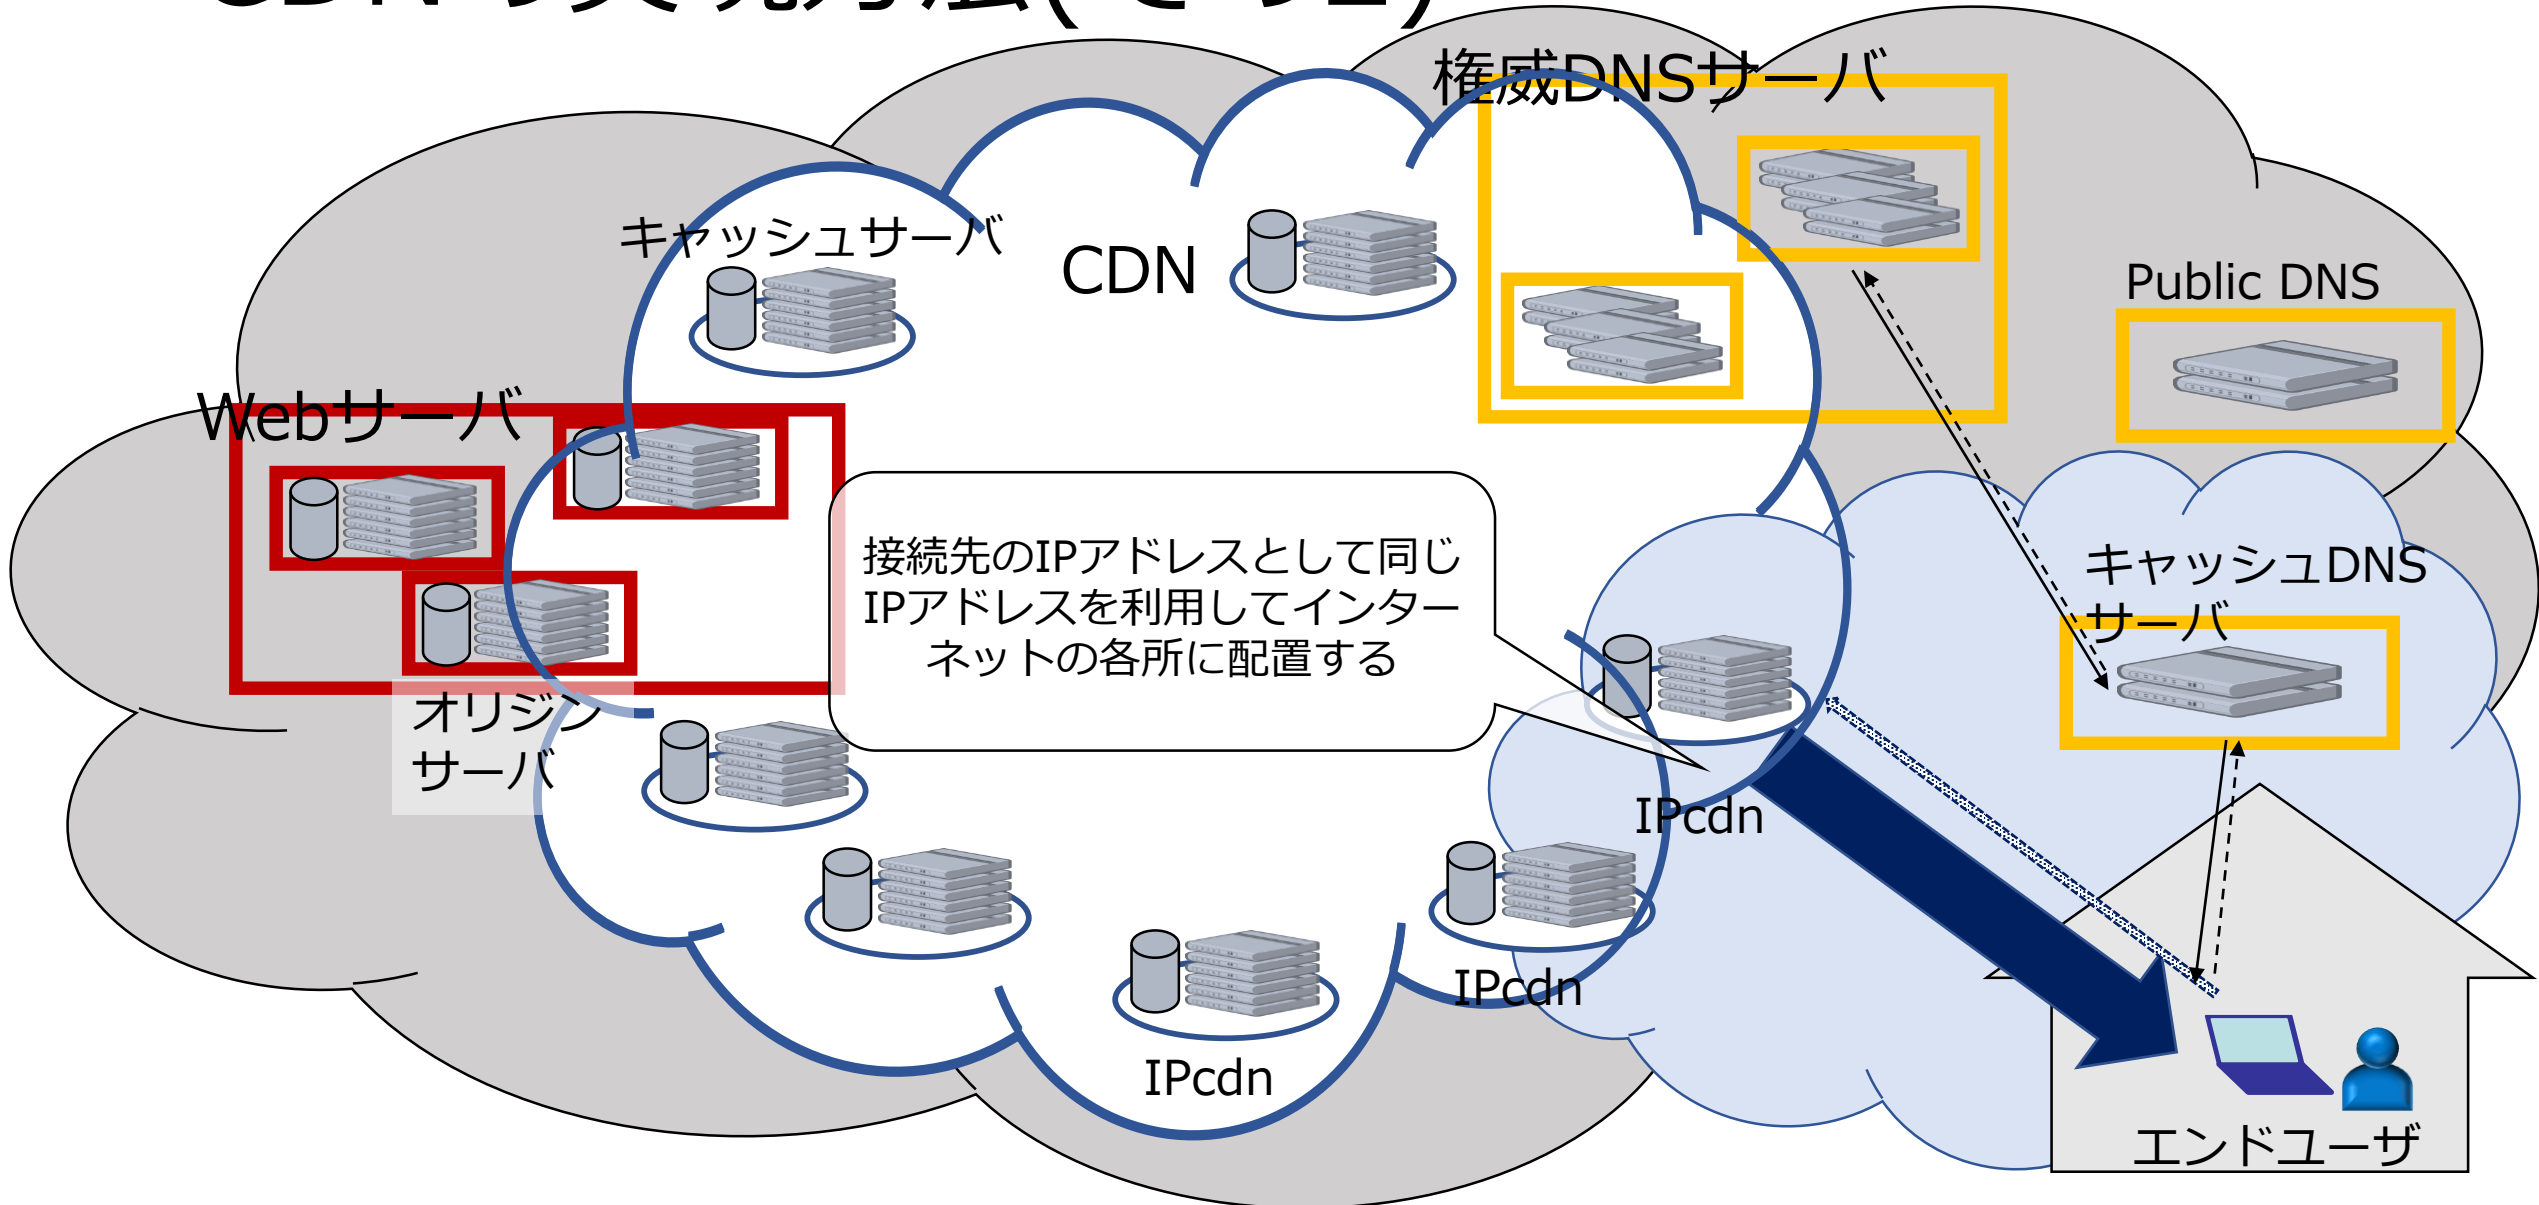 権威DNSサーバ
キャッシュサーバ
CDN
Public DNS
Webサーバ
接続先のIPアドレスとして同じ
IPアドレスを利用してインター
ネットの各所に配置する
キャッシュDNS
サーバ
オリジン
サーバ
IPcdn
IPcdn
IPcdn
エンドユーザ